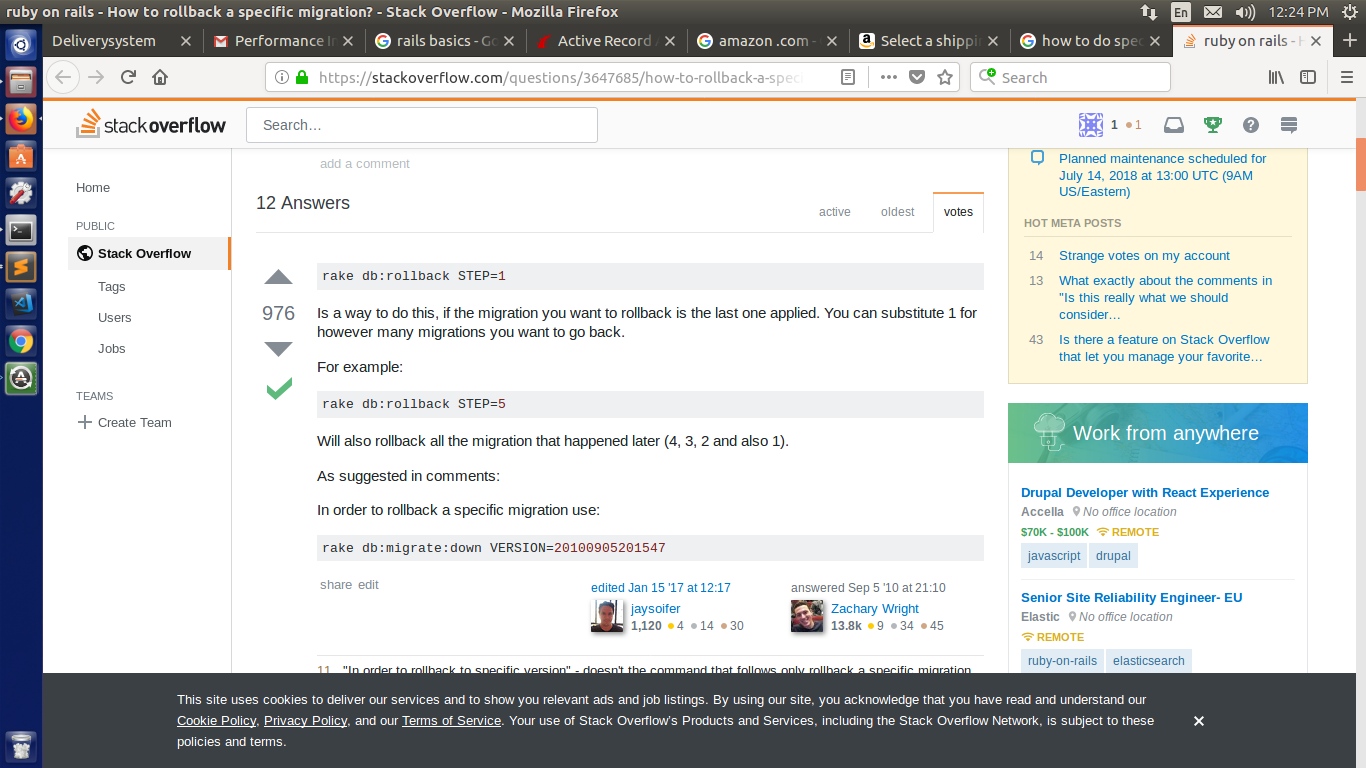 ruby on rails - How to rollback a specific migration? - Stack Overflow - Mozilla Firefox
En
12:24 PM
Deliverysystem
Performance I
rails basics - Go
Active Record
amazon .com -
Select a shippi
how to do spec
ruby on rails - H
https://stackoverflow.com/questions/3647685/how-to-rollback-a-spec
Search
stackoverflow
Search…
1
1
Home
PUBLIC
Stack Overflow
Tags
Users
Jobs
TEAMS
Create Team
add a comment
12 Answers
active
oldest
votes
976
rake db:rollback STEP=1
Is a way to do this, if the migration you want to rollback is the last one applied. You can substitute 1 for
however many migrations you want to go back.
For example:
rake db:rollback STEP=5
Will also rollback all the migration that happened later (4, 3, 2 and also 1).
As suggested in comments:
In order to rollback a specific migration use:
rake db:migrate:down VERSION=20100905201547
share edit
edited Jan 15 '17 at 12:17
jaysoifer
1,120 4 14 30
answered Sep 5 '10 at 21:10
Zachary Wright
13.8k 9 34 45
11 "In order to rollback to specific version" - doesn't the command that follows only rollback a specific migration
Planned maintenance scheduled for
July 14, 2018 at 13:00 UTC (9AM
US/Eastern)
HOT META POSTS
14 Strange votes on my account
13 What exactly about the comments in
"Is this really what we should
consider…
43 Is there a feature on Stack Overflow
that let you manage your favorite…
Work from anywhere
Drupal Developer with React Experience
Accella No office location
$70K - $100K REMOTE
javascript drupal
Senior Site Reliability Engineer- EU
Elastic No office location
REMOTE
ruby-on-rails elasticsearch
This site uses cookies to deliver our services and to show you relevant ads and job listings. By using our site, you acknowledge that you have read and understand our
Cookie Policy, Privacy Policy, and our Terms of Service. Your use of Stack Overflow's Products and Services, including the Stack Overflow Network, is subject to these
policies and terms.